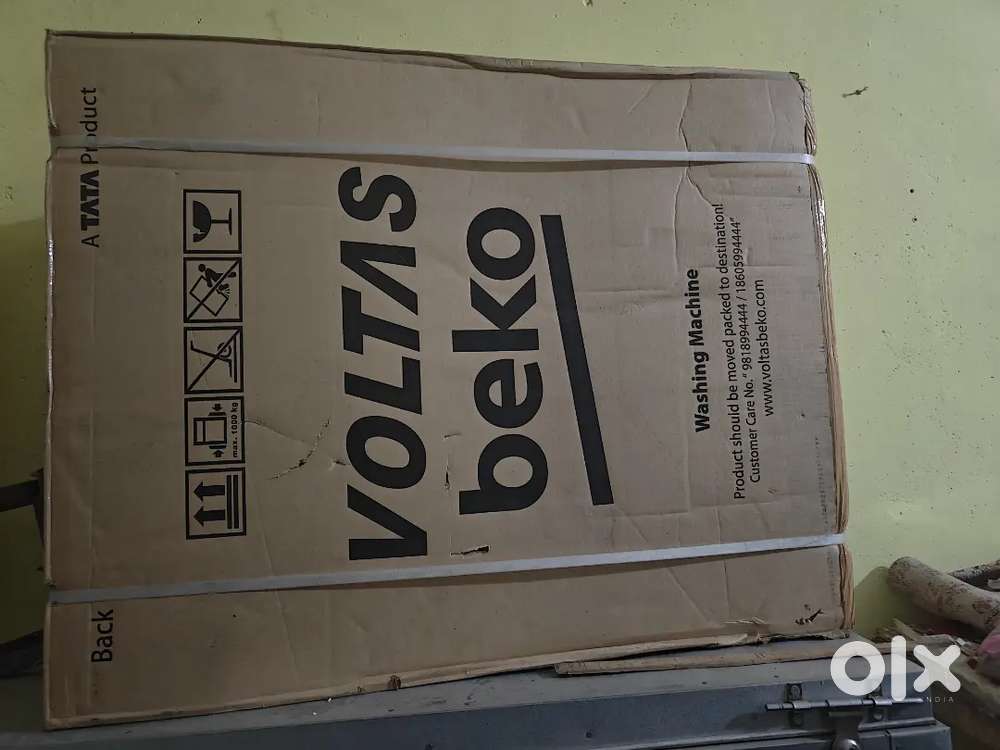 Back
A TATA Product
max. 1000 kg
VOLTAS
beko
Washing Machine
Product should be moved packed to destination!
Customer Care No." 9818994444 / 18605994444"
www.voltasbeko.com
olx
INDIA